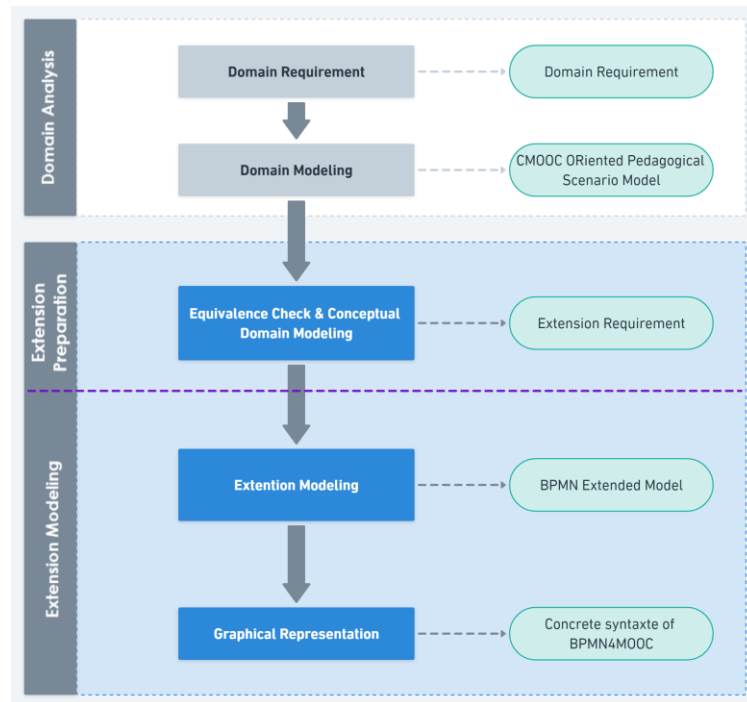 Domain Analysis
Domain Requirement
Domain Requirement
Domain Modeling
CMOOC ORiented Pedagogical
Scenario Model
Extension
Preparation
Equivalence Check & Conceptual
Domain Modeling
Extension Requirement
Extension Modeling
Extention Modeling
BPMN Extended Model
Graphical Representation
Concrete syntaxte of
BPMN4MOOC